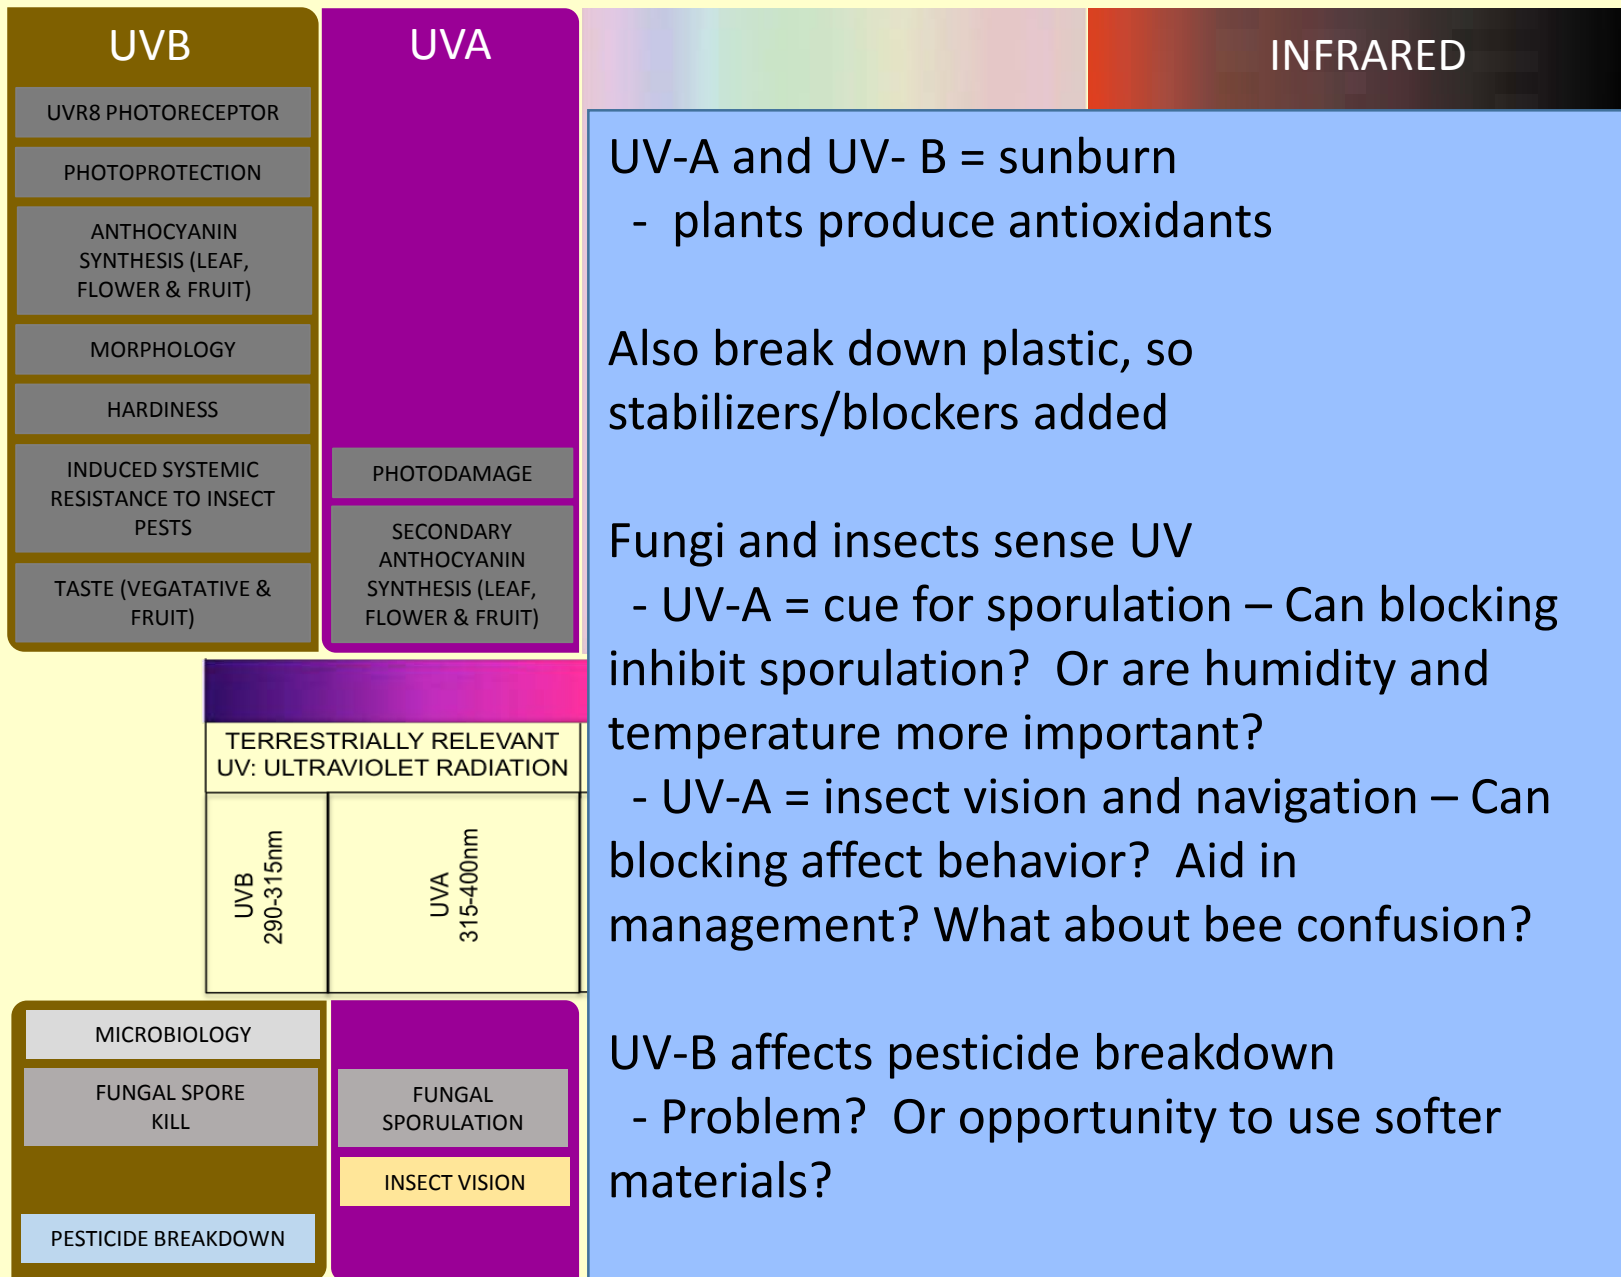 UVB
UVR8 PHOTORECEPTOR
PHOTOPROTECTION
ANTHOCYANIN
SYNTHESIS (LEAF,
FLOWER & FRUIT)
MORPHOLOGY
HARDINESS
INDUCED SYSTEMIC
RESISTANCE TO INSECT
PESTS
TASTE (VEGATATIVE &
FRUIT)
UVA
PHOTODAMAGE
SECONDARY
ANTHOCYANIN
SYNTHESIS (LEAF,
FLOWER & FRUIT)
INFRARED
UV-A and UV- B = sunburn
- plants produce antioxidants
Also break down plastic, so
stabilizers/blockers added
Fungi and insects sense UV
- UV-A = cue for sporulation – Can blocking
inhibit sporulation? Or are humidity and
temperature more important?
- UV-A = insect vision and navigation – Can
blocking affect behavior? Aid in
management? What about bee confusion?
UV-B affects pesticide breakdown
- Problem? Or opportunity to use softer
materials?
TERRESTRIALLY RELEVANT
UV: ULTRAVIOLET RADIATION
UVB
290-315nm
UVA
315-400nm
MICROBIOLOGY
FUNGAL SPORE
KILL
PESTICIDE BREAKDOWN
FUNGAL
SPORULATION
INSECT VISION